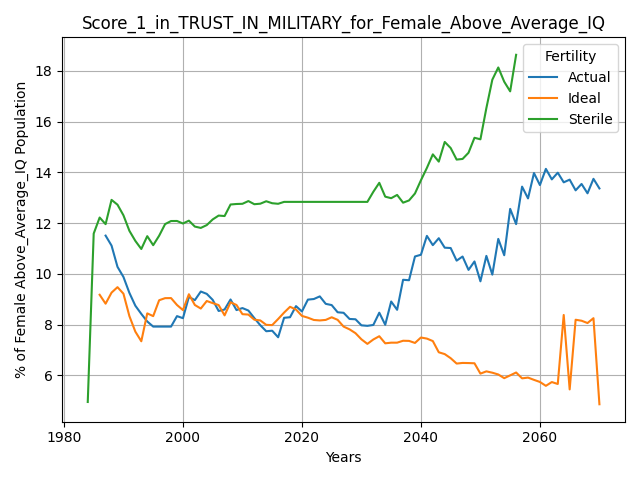 Score_1_in_TRUST_IN_MILITARY_for_Female_Above_Average_IQ
% of Female Above_Average_IQ Population
18
16
14
12
10
8
6
1980
2000
2020
2040
2060
Years
Fertility
Actual
Ideal
Sterile